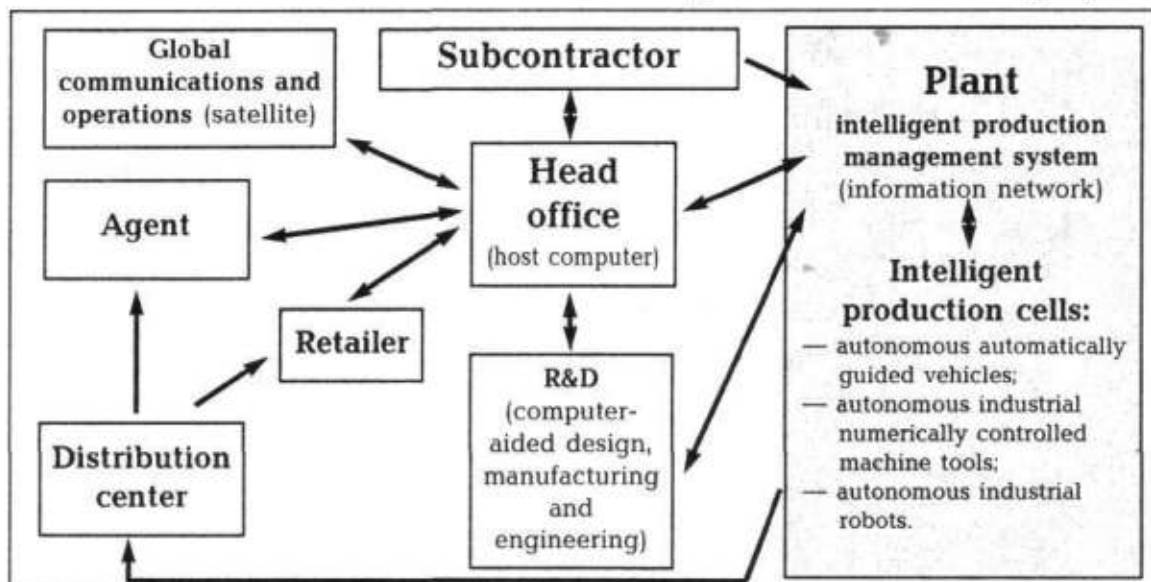 Global
communications and
operations (satellite)
Subcontractor
Plant
intelligent production
management system
(information network)
Head
office
(host computer)
Agent
Intelligent
production cells:
— autonomous automatically
guided vehicles;
— autonomous industrial
numerically controlled
machine tools;
— autonomous industrial
robots.
Retailer
R&D
(computer-
aided design,
manufacturing
and
engineering)
Distribution
center